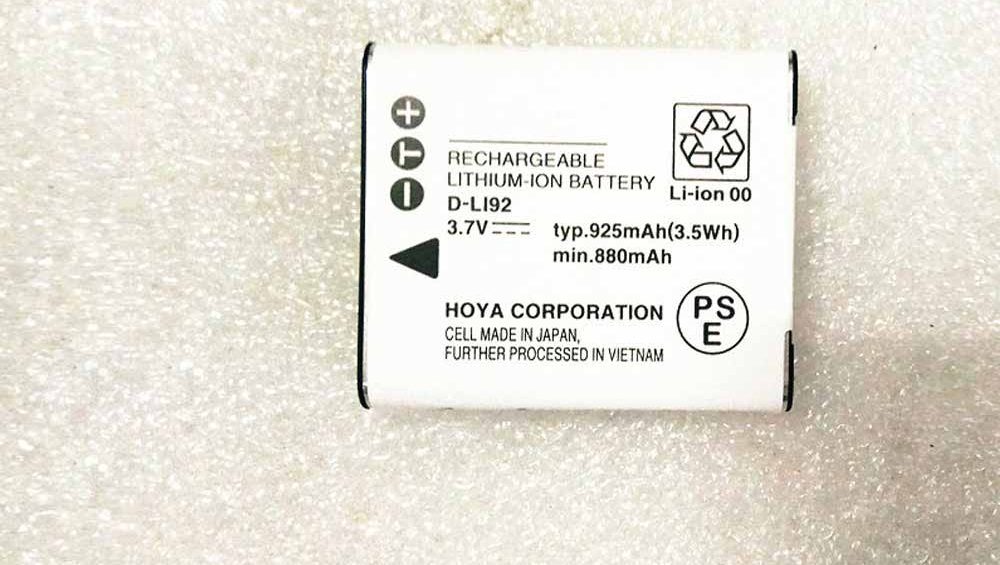 +
T
−
RECHARGEABLE
LITHIUM-ION BATTERY
D-LI92
3.7V⎓
typ.925mAh(3.5Wh)
min.880mAh
Li-ion 00
HOYA CORPORATION
CELL MADE IN JAPAN,
FURTHER PROCESSED IN VIETNAM
PS
E